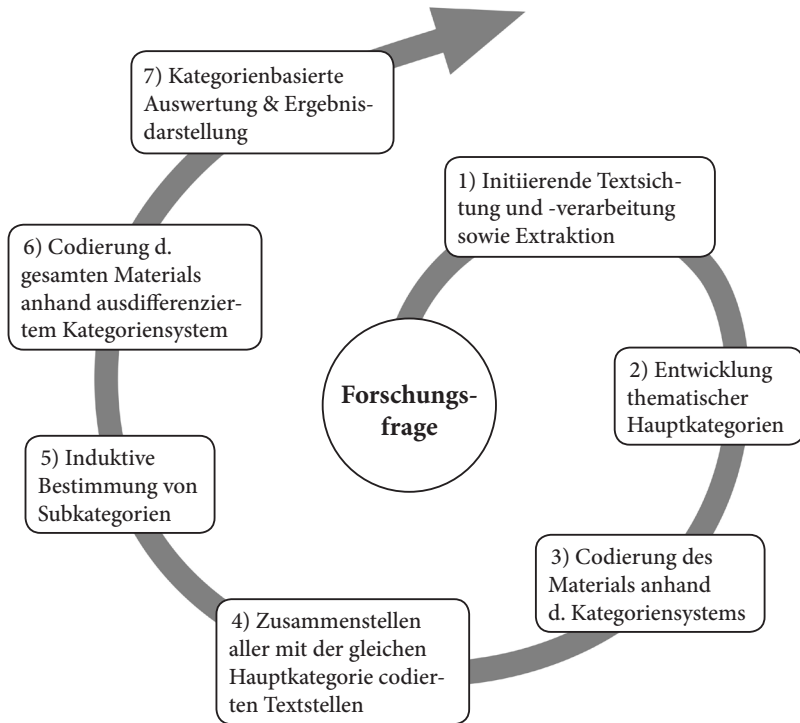 7) Kategorienbasierte
Auswertung & Ergebnis-
darstellung
1) Initiierende Textsich-
tung und -verarbeitung
sowie Extraktion
6) Codierung d.
gesamten Materials
anhand ausdifferenzier-
tem Kategoriensystem
2) Entwicklung
thematischer
Hauptkategorien
Forschungs-
frage
5) Induktive
Bestimmung von
Subkategorien
3) Codierung des
Materials anhand
d. Kategoriensystems
4) Zusammenstellen
aller mit der gleichen
Hauptkategorie codier-
ten Textstellen